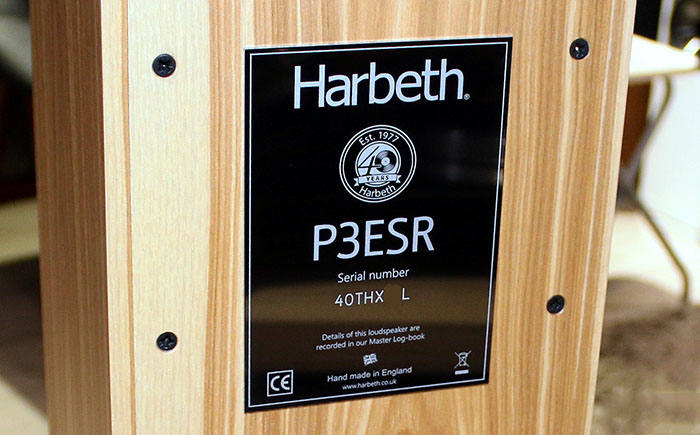 Harbeth®
Est. 1977
40
YEARS
Harbeth
P3ESR
Serial number
40THX L
Details of this loudspeaker are
recorded in our Master Log-book
Hand made in England
www.harbeth.co.uk
CE